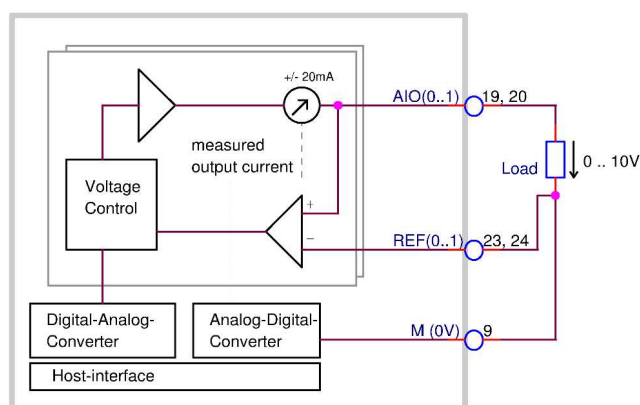 +/- 20mA
AIO(0..1)
19, 20
measured
output current
Load
0 .. 10V
Voltage
Control
+
−
REF(0..1)
23, 24
Digital-Analog-
Converter
Analog-Digital-
Converter
M (0V)
9
Host-interface